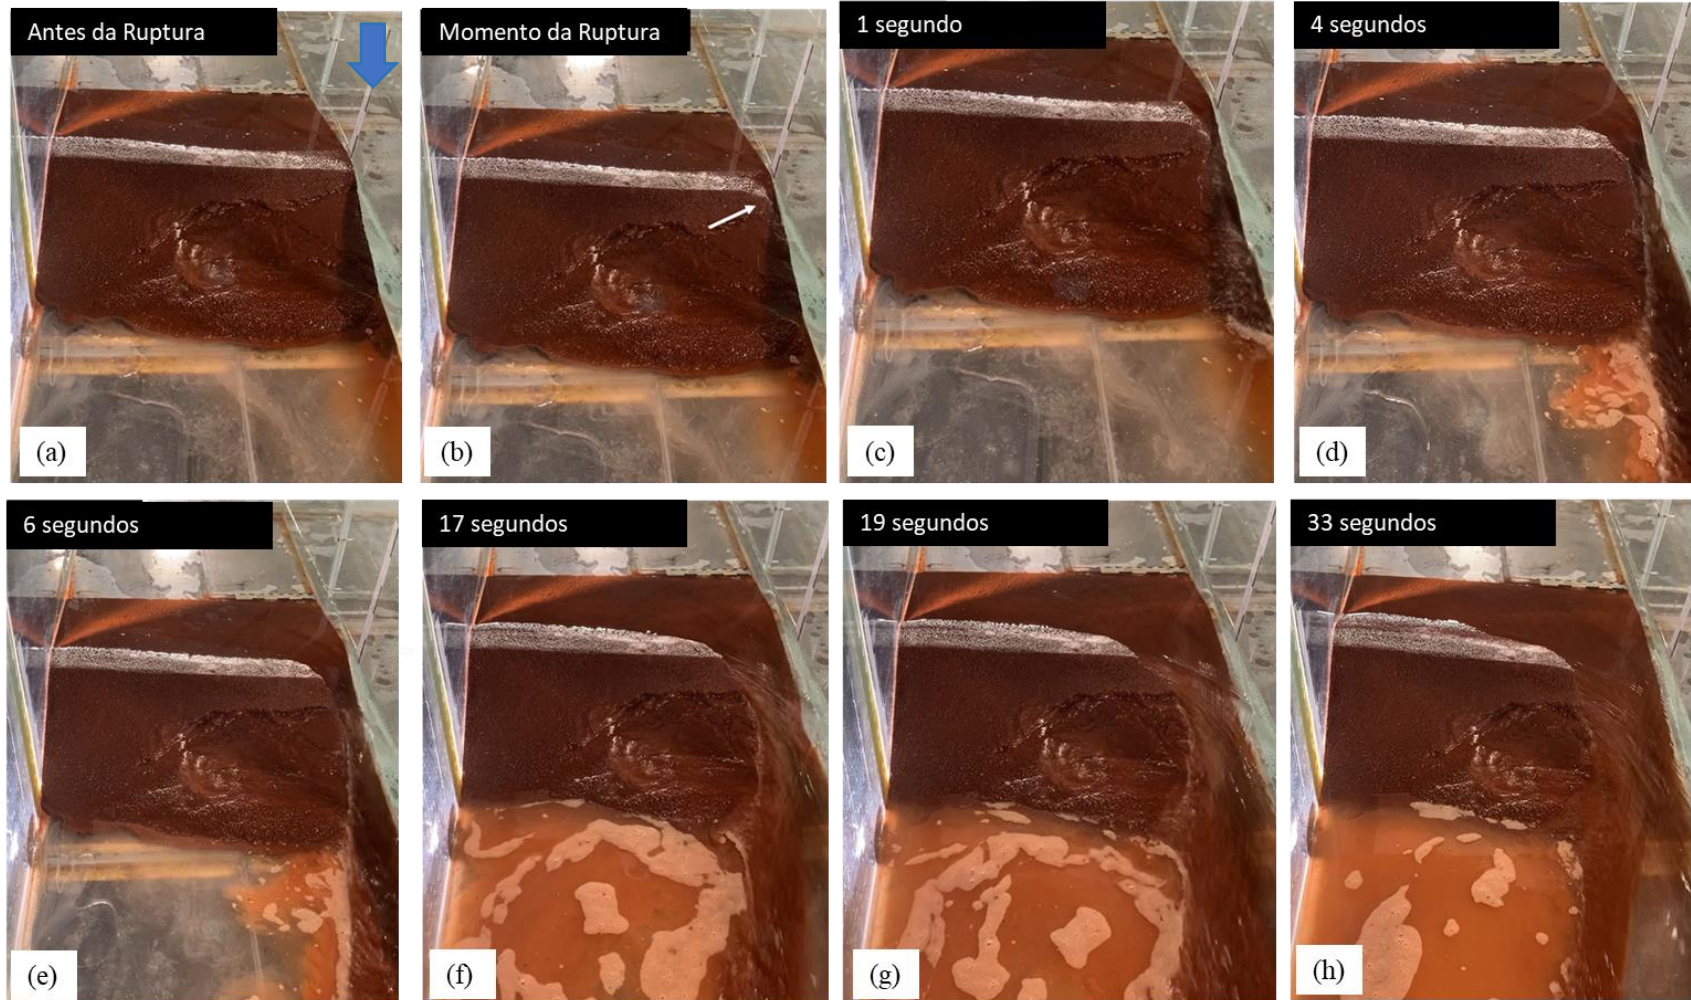 Antes da Ruptura
Momento da Ruptura
1 segundo
4 segundos
(a)
(b)
(c)
(d)
6 segundos
17 segundos
19 segundos
33 segundos
(e)
(f)
(g)
(h)